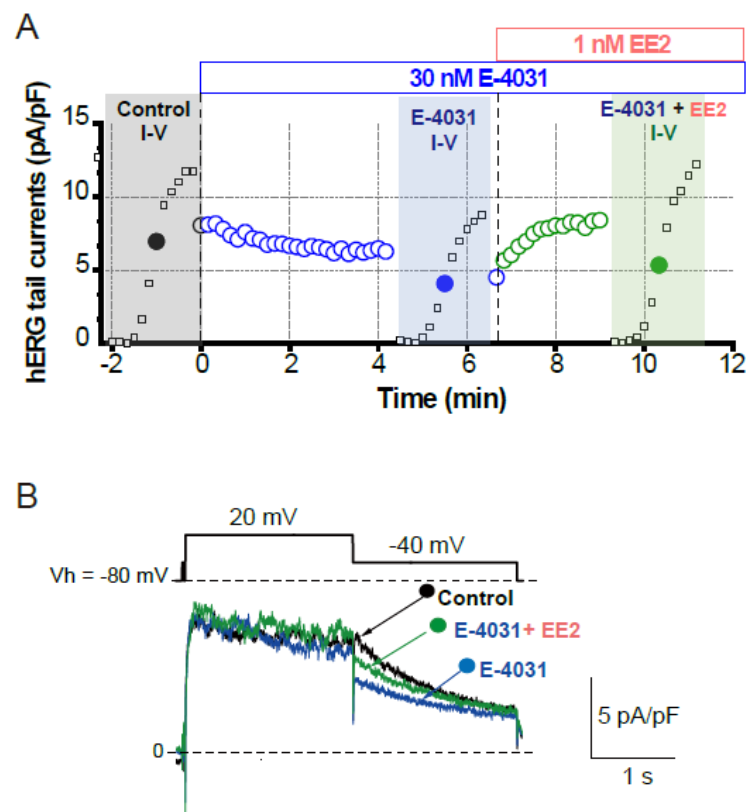 A
1 nM EE2
30 nM E-4031
Control
I-V
E-4031
I-V
E-4031 + EE2
I-V
hERG tail currents (pA/pF)
15
10
5
0
-2 0 2 4 6 8 10 12
Time (min)
B
20 mV
-40 mV
Vh = -80 mV
Control
E-4031+ EE2
E-4031
5 pA/pF
0
1 s